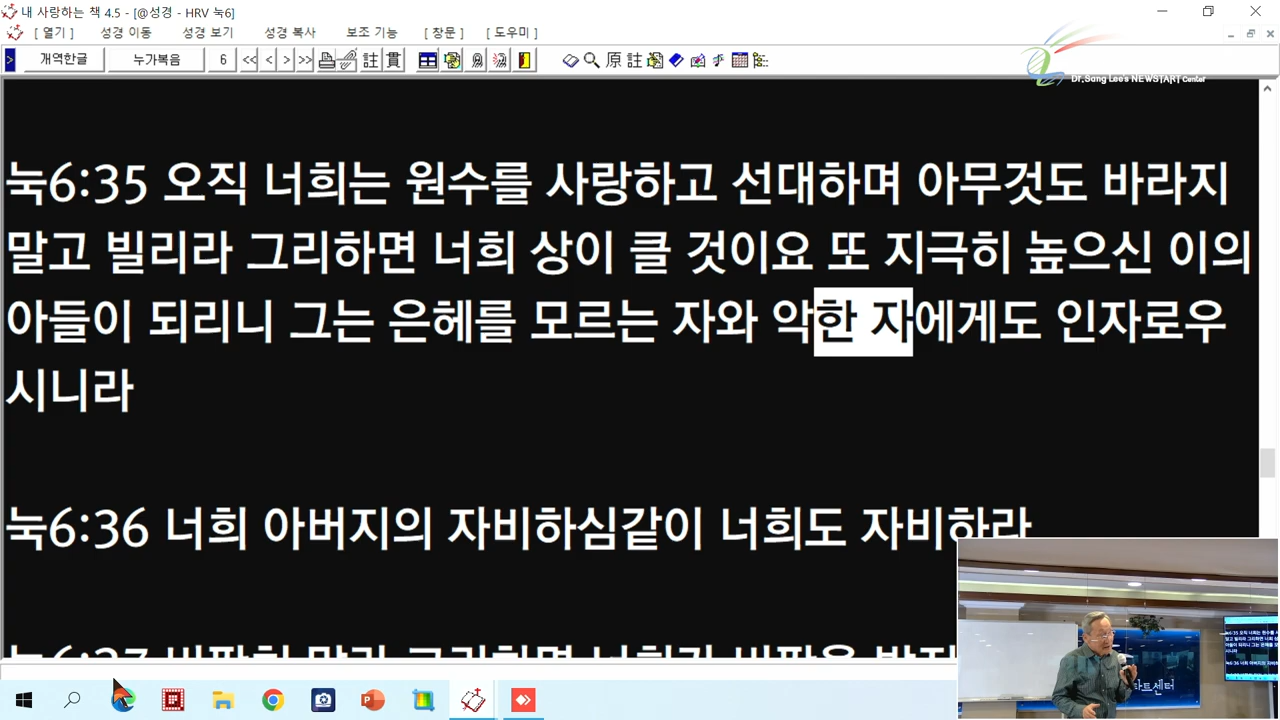 내 사랑하는 책 4.5 - [@성경 - HRV 눅6]
[ 열기 ] 성경 이동 성경 보기 성경 복사 보조 기능 [ 창문 ] [ 도우미 ]
개역한글 누가복음 6 << < > >> 註 貫 原 註
Dr.Sang Lee's NEWSTART Center
눅6:35 오직 너희는 원수를 사랑하고 선대하며 아무것도 바라지
말고 빌리라 그리하면 너희 상이 클 것이요 또 지극히 높으신 이의
아들이 되리니 그는 은혜를 모르는 자와 악한 자에게도 인자로우
시니라
눅6:36 너희 아버지의 자비하심같이 너희도 자비하라